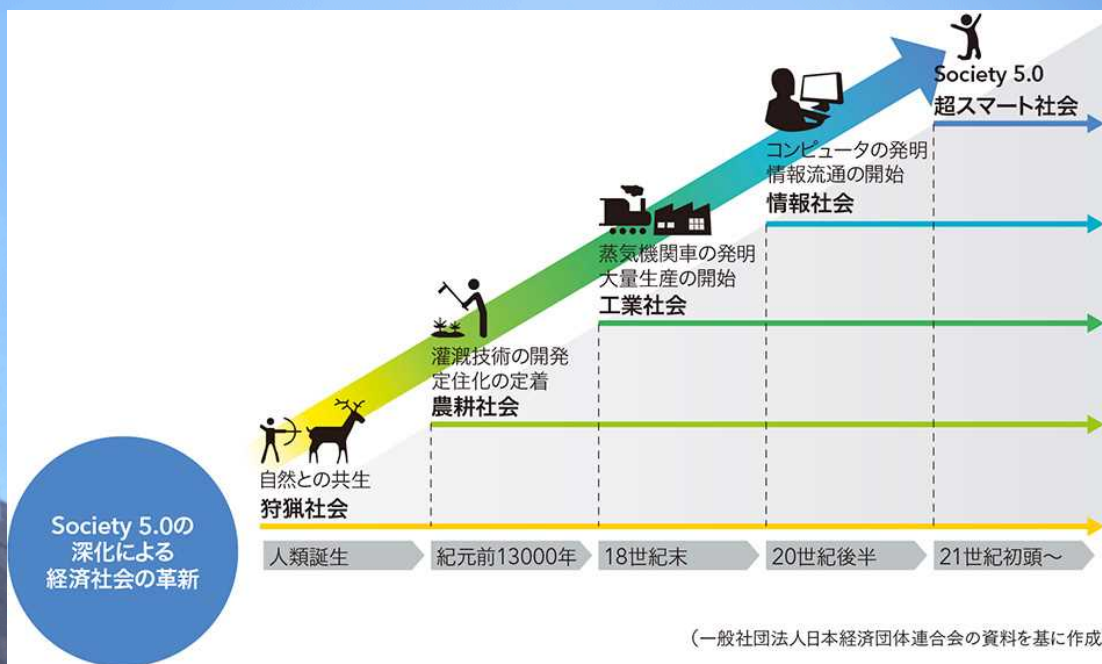 Society 5.0
超スマート社会
コンピュータの発明
情報流通の開始
情報社会
蒸気機関車の発明
大量生産の開始
工業社会
灌漑技術の開発
定住化の定着
農耕社会
自然との共生
狩猟社会
Society 5.0の
深化による
経済社会の革新
人類誕生
紀元前13000年
18世紀末
20世紀後半
21世紀初頭～
（一般社団法人日本経済団体連合会の資料を基に作成